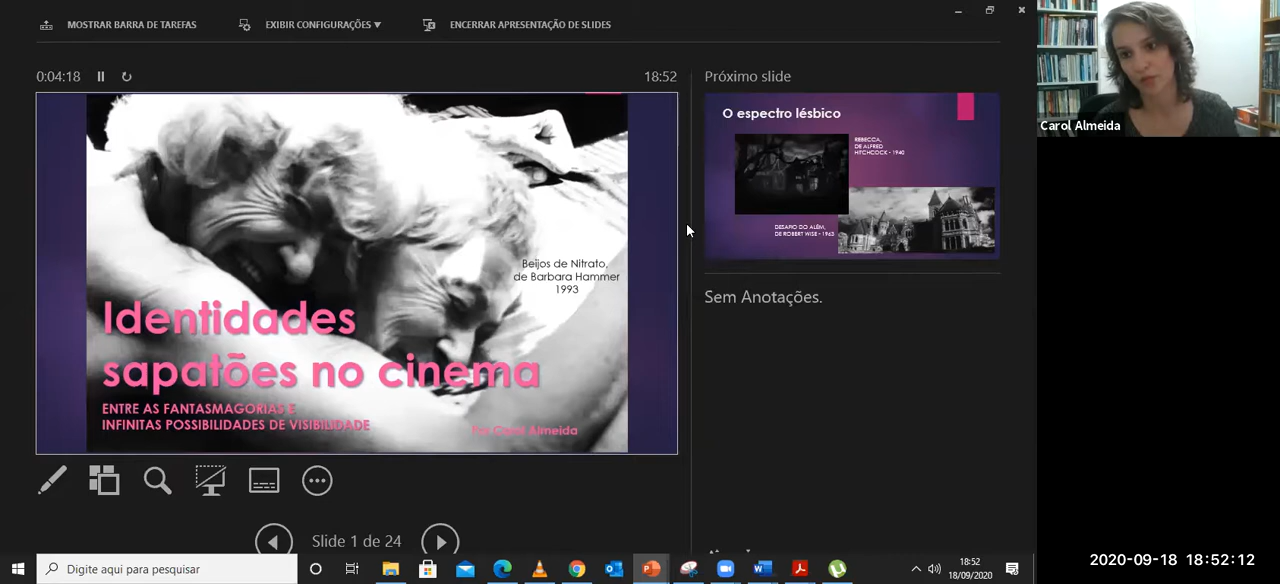 MOSTRAR BARRA DE TAREFAS
EXIBIR CONFIGURAÇÕES
ENCERRAR APRESENTAÇÃO DE SLIDES
0:04:18
18:52
Próximo slide
Beijos de Nitrato,
de Barbara Hammer
1993
Identidades
sapatões no cinema
ENTRE AS FANTASMAGORIAS E
INFINITAS POSSIBILIDADES DE VISIBILIDADE
Por Carol Almeida
O espectro lésbico
REBECCA,
DE ALFRED
HITCHCOCK - 1940
DESAFIO DO ALÉM,
DE ROBERT WISE - 1963
Sem Anotações.
Carol Almeida
Slide 1 de 24
Digite aqui para pesquisar
18:52
18/09/2020
2020-09-18 18:52:12